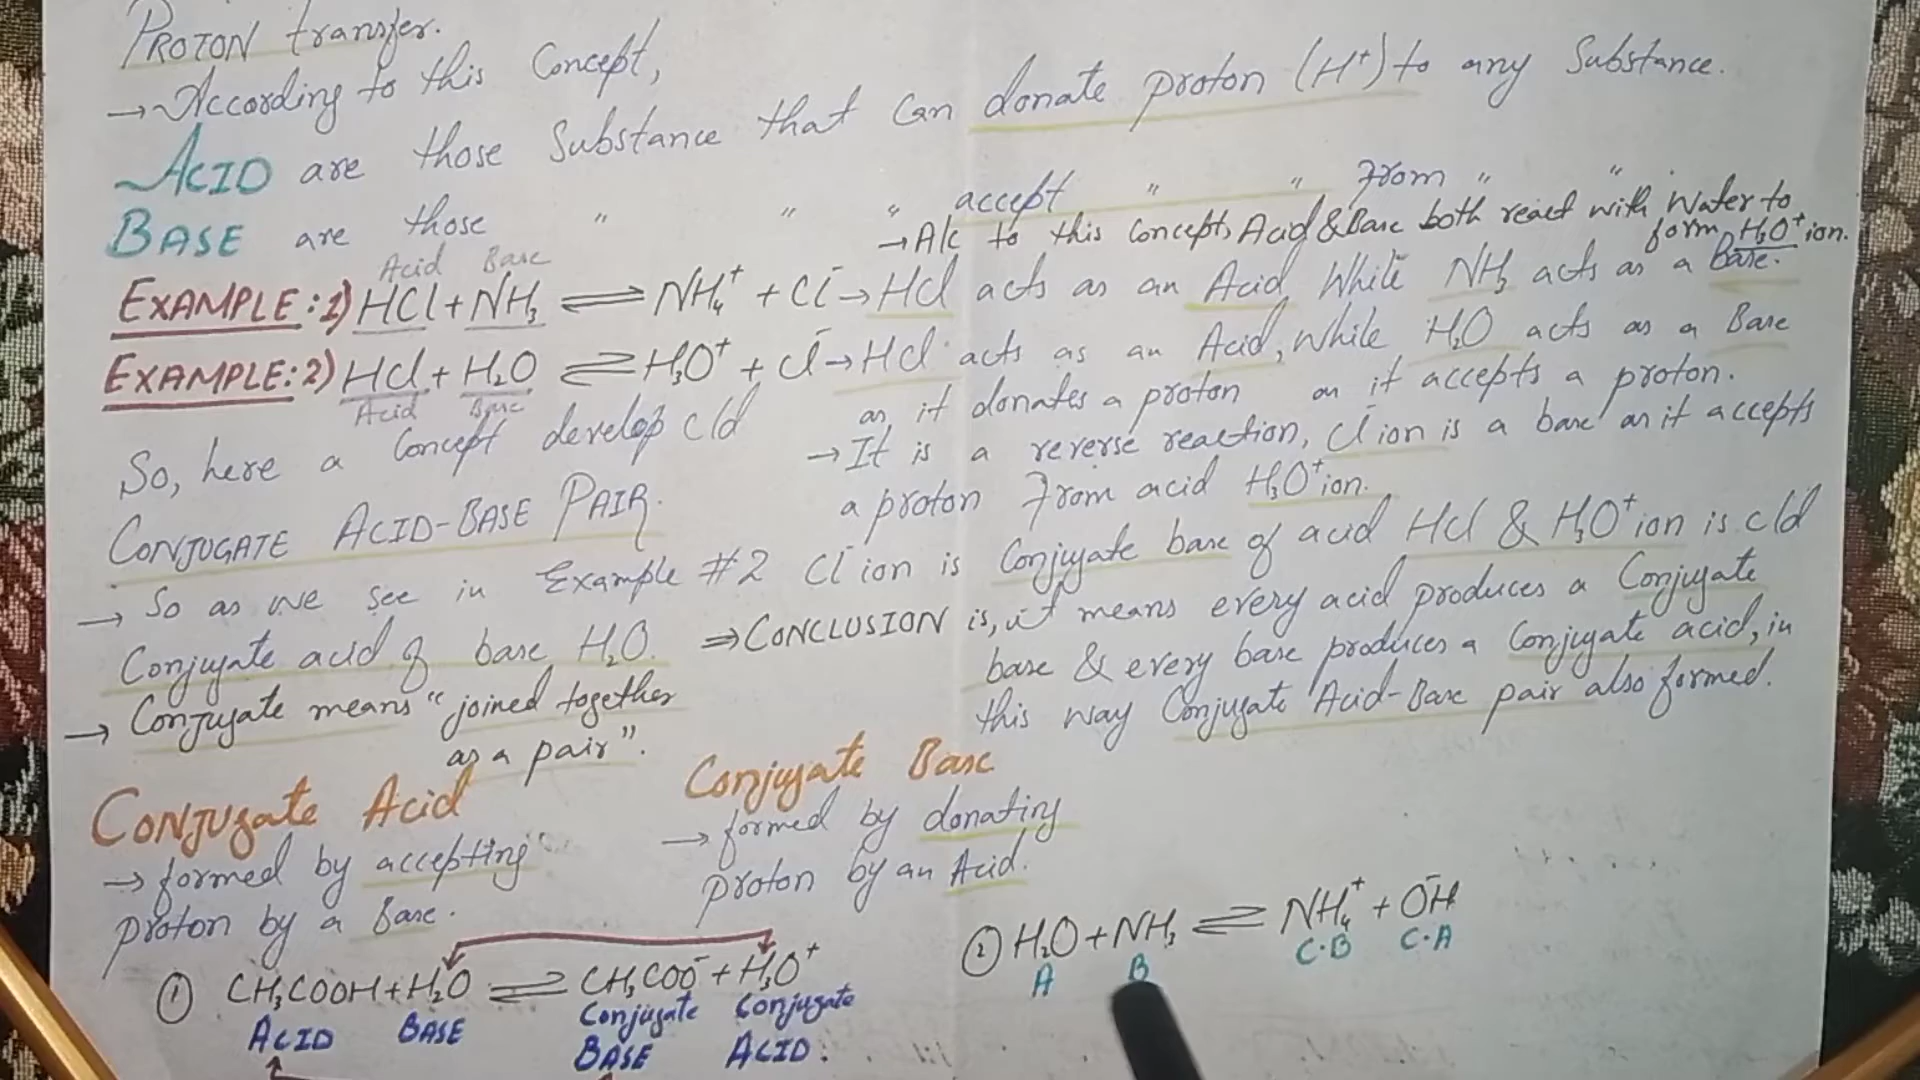 PROTON transfer.
→ According to this Concept,
ACID are those Substance that Can donate proton (H⁺) to any Substance.
BASE are those " " " accept " " From " "
→ A/c to this Concept, Acid & Base both react with Water to form H₃O⁺ ion.
Acid Base
EXAMPLE: 1) HCl + NH₃ ⇌ NH₄⁺ + Cl⁻ → HCl acts as an Acid While NH₃ acts as a Base.
EXAMPLE: 2) HCl + H₂O ⇌ H₃O⁺ + Cl⁻ → HCl acts as an Acid, While H₂O acts as a Base
Acid Base
as it donates a proton as it accepts a proton.
So, here a Concept develop c/d
CONJUGATE ACID-BASE PAIR.
→ It is a reverse reaction, Cl⁻ ion is a base as it accepts
a proton From acid H₃O⁺ ion.
→ So as we see in Example #2 Cl⁻ ion is Conjugate base of acid HCl & H₃O⁺ ion is c/d
Conjugate acid of base H₂O.
⇒ CONCLUSION is, it means every acid produces a Conjugate
base & every base produces a Conjugate acid, in
this way Conjugate Acid-Base pair also formed.
→ Conjugate means "joined together
as a pair".
Conjugate Acid
→ formed by accepting
proton by a Base.
Conjugate Base
→ formed by donating
proton by an Acid.
① CH₃COOH + H₂O ⇌ CH₃COO⁻ + H₃O⁺
ACID BASE Conjugate BASE Conjugate ACID.
② H₂O + NH₃ ⇌ NH₄⁺ + OH⁻
A B C.B C.A